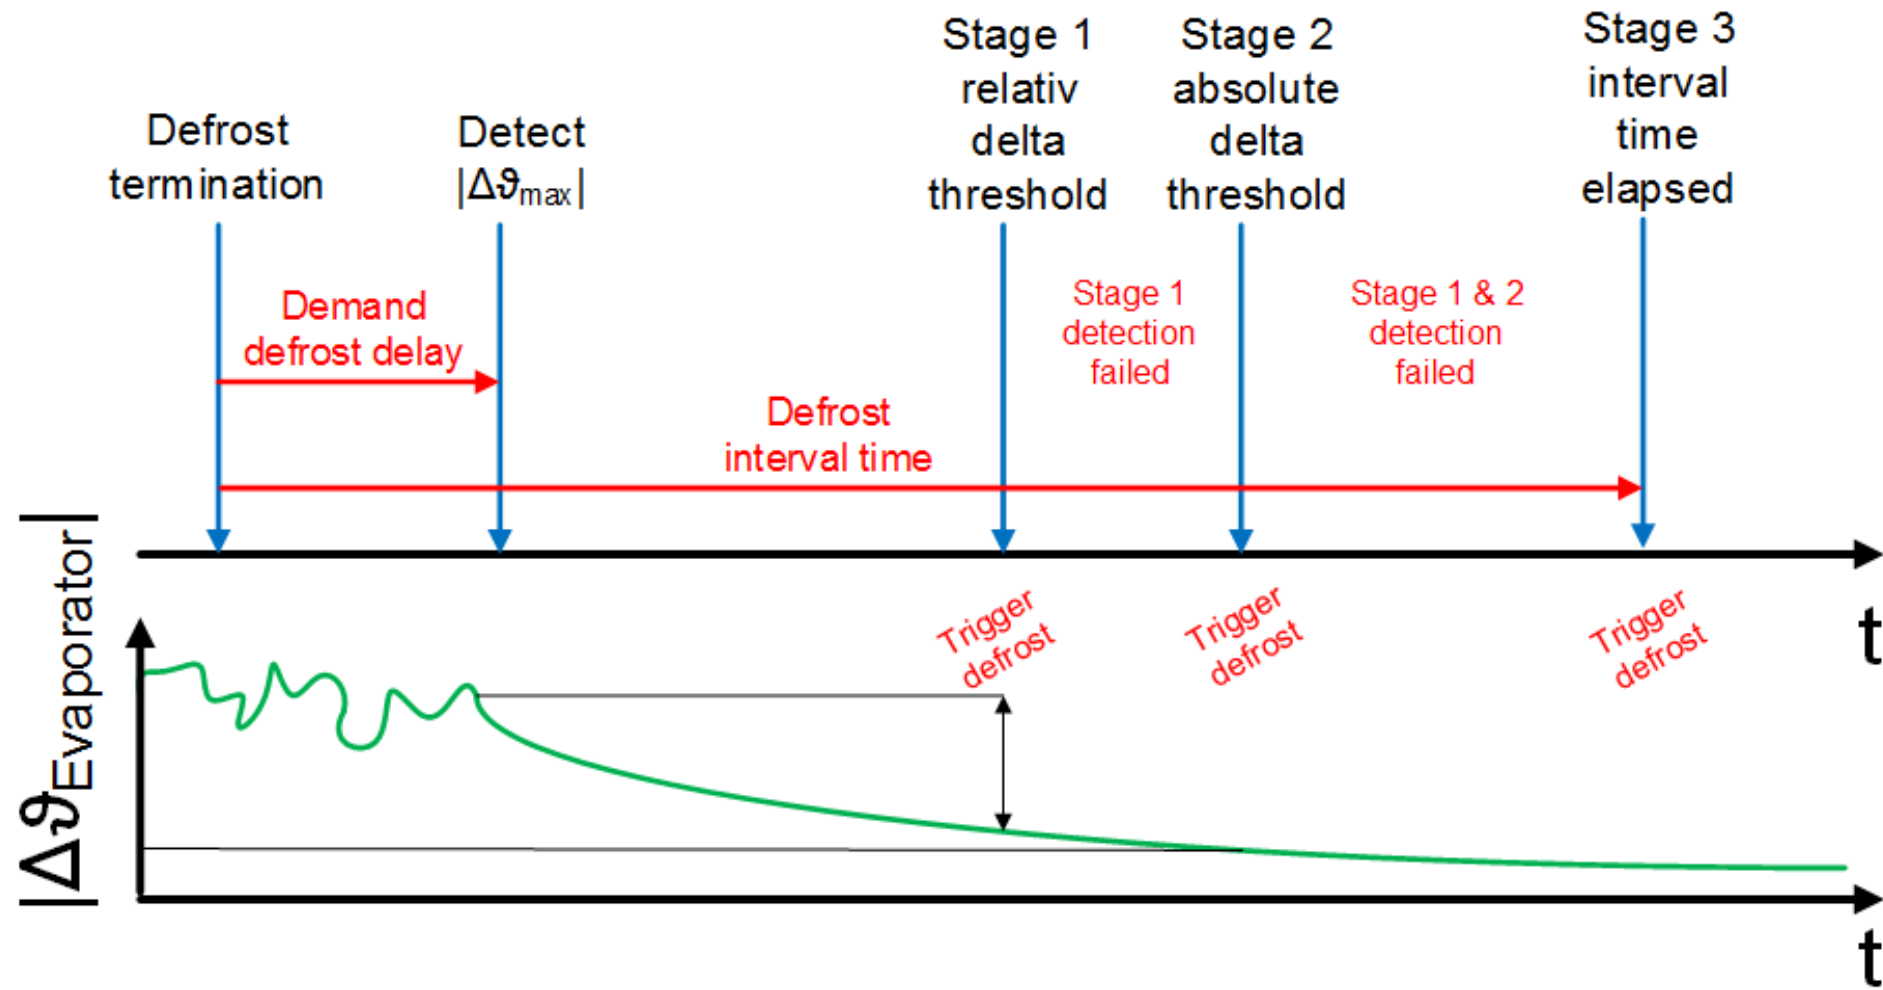 Defrost
termination
Detect
|Δϑmax|
Stage 1
relativ
delta
threshold
Stage 2
absolute
delta
threshold
Stage 3
interval
time
elapsed
Demand
defrost delay
Stage 1
detection
failed
Stage 1 & 2
detection
failed
Defrost
interval time
t
Trigger
defrost
Trigger
defrost
Trigger
defrost
|ΔϑEvaporator|
t